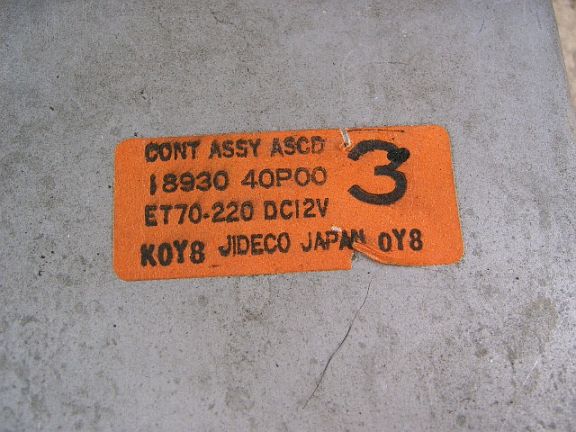 CONT ASSY ASCD
18930 40P00
3
ET70-220 DC12V
K0Y8 JIDECO JAPAN 0Y8